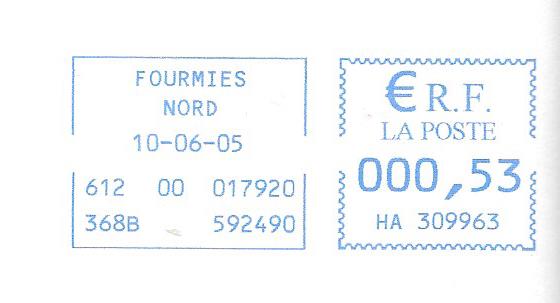 FOURMIES
NORD
10-06-05
612 00 017920
368B 592490
€ R.F.
LA POSTE
000,53
HA 309963